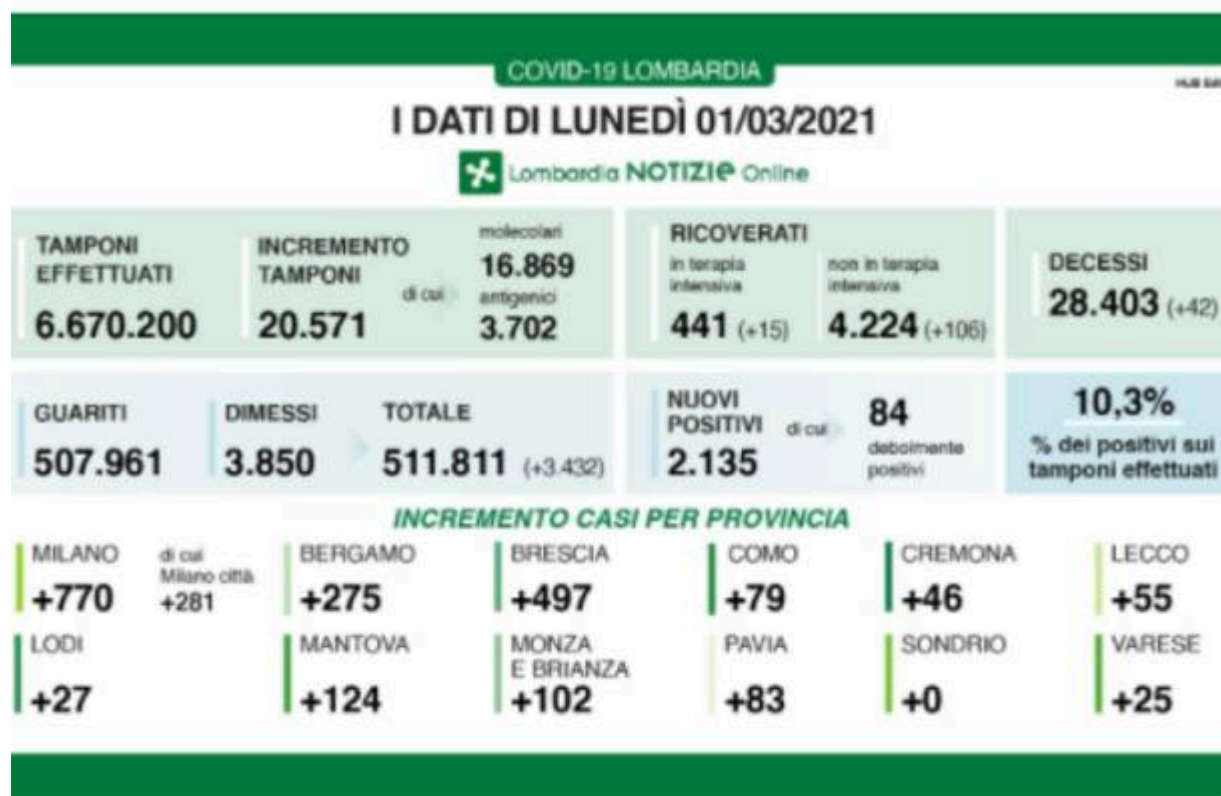 COVID-19 LOMBARDIA
I DATI DI LUNEDÌ 01/03/2021
Lombardia NOTIZIE Online
TAMPONI
EFFETTUATI
6.670.200
INCREMENTO
TAMPONI
20.571
di cui
molecolari
16.869
antigenici
3.702
RICOVERATI
in terapia
intensiva
441 (+15)
non in terapia
intensiva
4.224 (+106)
DECESSI
28.403 (+42)
GUARITI
507.961
DIMESSI
3.850
TOTALE
511.811 (+3.432)
NUOVI
POSITIVI
2.135
di cui
84
debolmente
positivi
10,3%
% dei positivi sui
tamponi effettuati
INCREMENTO CASI PER PROVINCIA
MILANO
+770
di cui
Milano città
+281
BERGAMO
+275
BRESCIA
+497
COMO
+79
CREMONA
+46
LECCO
+55
LODI
+27
MANTOVA
+124
MONZA
E BRIANZA
+102
PAVIA
+83
SONDRIO
+0
VARESE
+25